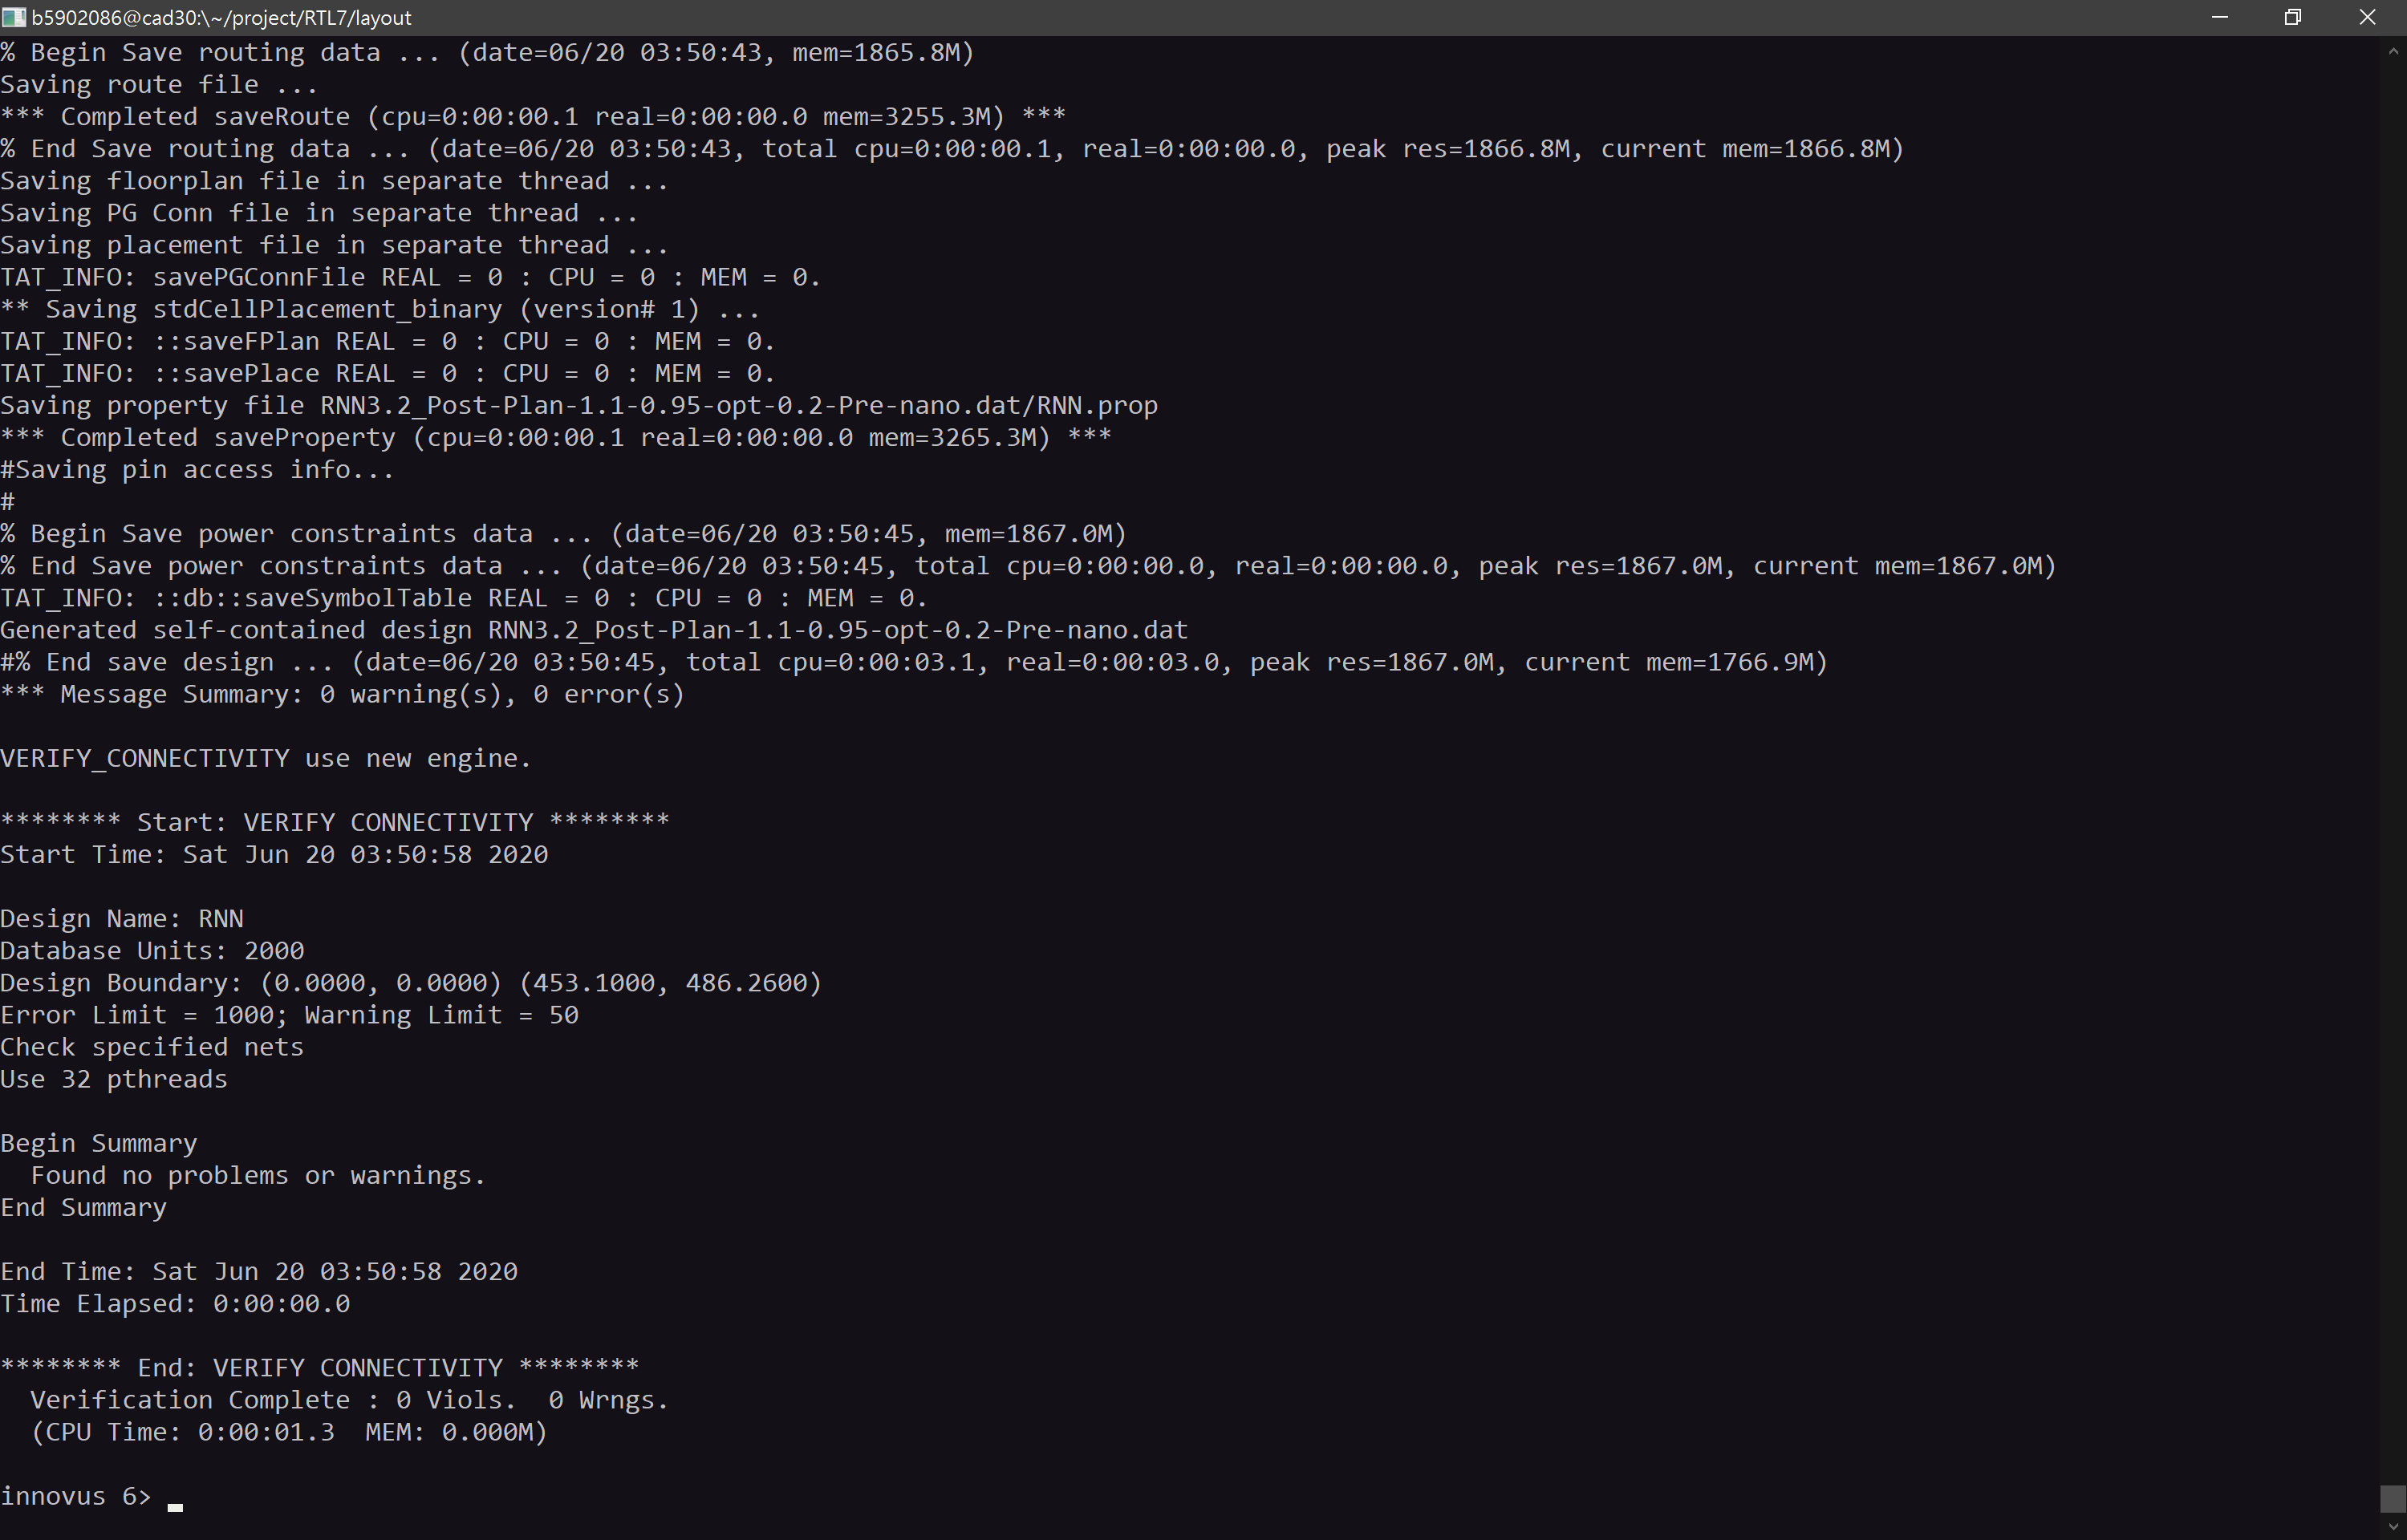 b5902086@cad30:\~/project/RTL7/layout
% Begin Save routing data ... (date=06/20 03:50:43, mem=1865.8M)
Saving route file ...
*** Completed saveRoute (cpu=0:00:00.1 real=0:00:00.0 mem=3255.3M) ***
% End Save routing data ... (date=06/20 03:50:43, total cpu=0:00:00.1, real=0:00:00.0, peak res=1866.8M, current mem=1866.8M)
Saving floorplan file in separate thread ...
Saving PG Conn file in separate thread ...
Saving placement file in separate thread ...
TAT_INFO: savePGConnFile REAL = 0 : CPU = 0 : MEM = 0.
** Saving stdCellPlacement_binary (version# 1) ...
TAT_INFO: ::saveFPlan REAL = 0 : CPU = 0 : MEM = 0.
TAT_INFO: ::savePlace REAL = 0 : CPU = 0 : MEM = 0.
Saving property file RNN3.2_Post-Plan-1.1-0.95-opt-0.2-Pre-nano.dat/RNN.prop
*** Completed saveProperty (cpu=0:00:00.1 real=0:00:00.0 mem=3265.3M) ***
#Saving pin access info...
#
% Begin Save power constraints data ... (date=06/20 03:50:45, mem=1867.0M)
% End Save power constraints data ... (date=06/20 03:50:45, total cpu=0:00:00.0, real=0:00:00.0, peak res=1867.0M, current mem=1867.0M)
TAT_INFO: ::db::saveSymbolTable REAL = 0 : CPU = 0 : MEM = 0.
Generated self-contained design RNN3.2_Post-Plan-1.1-0.95-opt-0.2-Pre-nano.dat
#% End save design ... (date=06/20 03:50:45, total cpu=0:00:03.1, real=0:00:03.0, peak res=1867.0M, current mem=1766.9M)
*** Message Summary: 0 warning(s), 0 error(s)
VERIFY_CONNECTIVITY use new engine.
******** Start: VERIFY CONNECTIVITY ********
Start Time: Sat Jun 20 03:50:58 2020
Design Name: RNN
Database Units: 2000
Design Boundary: (0.0000, 0.0000) (453.1000, 486.2600)
Error Limit = 1000; Warning Limit = 50
Check specified nets
Use 32 pthreads
Begin Summary
  Found no problems or warnings.
End Summary
End Time: Sat Jun 20 03:50:58 2020
Time Elapsed: 0:00:00.0
******** End: VERIFY CONNECTIVITY ********
  Verification Complete : 0 Viols.  0 Wrngs.
  (CPU Time: 0:00:01.3  MEM: 0.000M)
innovus 6>